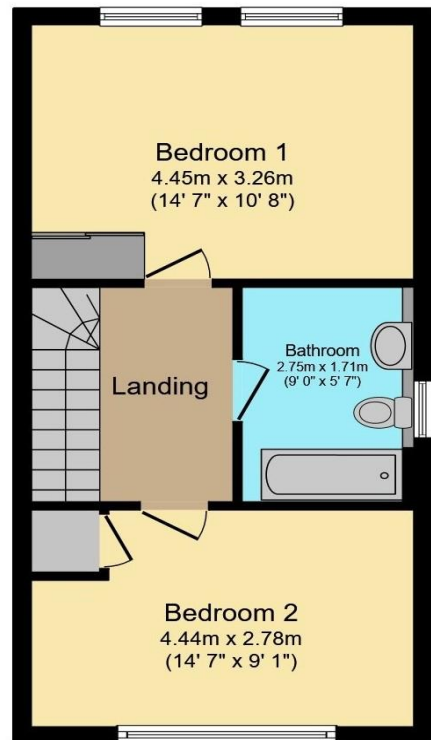 Bedroom 1
4.45m x 3.26m
(14' 7" x 10' 8")
Bathroom
2.75m x 1.71m
(9' 0" x 5' 7")
Landing
Bedroom 2
4.44m x 2.78m
(14' 7" x 9' 1")